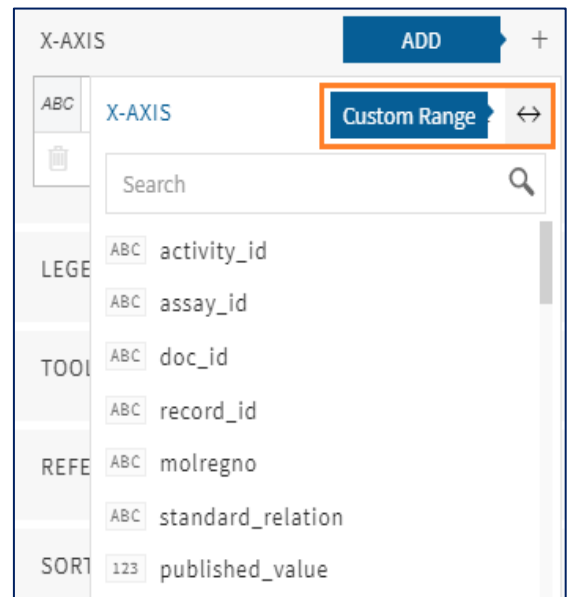 X-AXIS ADD +
ABC X-AXIS Custom Range
Search
ABC activity_id
LEGE
ABC assay_id
TOOL
ABC doc_id
ABC record_id
REFE
ABC molregno
ABC standard_relation
SORT
123 published_value